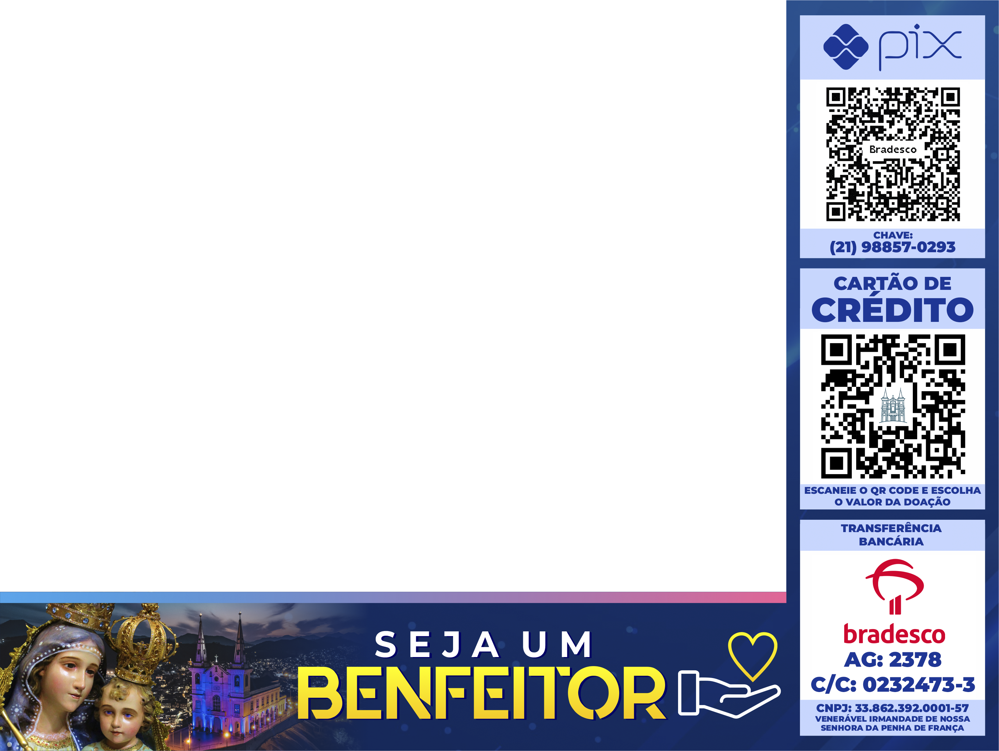 pix
Bradesco
CHAVE:
(21) 98857-0293
CARTÃO DE
CRÉDITO
ESCANEIE O QR CODE E ESCOLHA
O VALOR DA DOAÇÃO
TRANSFERÊNCIA
BANCÁRIA
bradesco
AG: 2378
C/C: 0232473-3
CNPJ: 33.862.392.0001-57
VENERÁVEL IRMANDADE DE NOSSA
SENHORA DA PENHA DE FRANÇA
SEJA UM
BENFEITOR